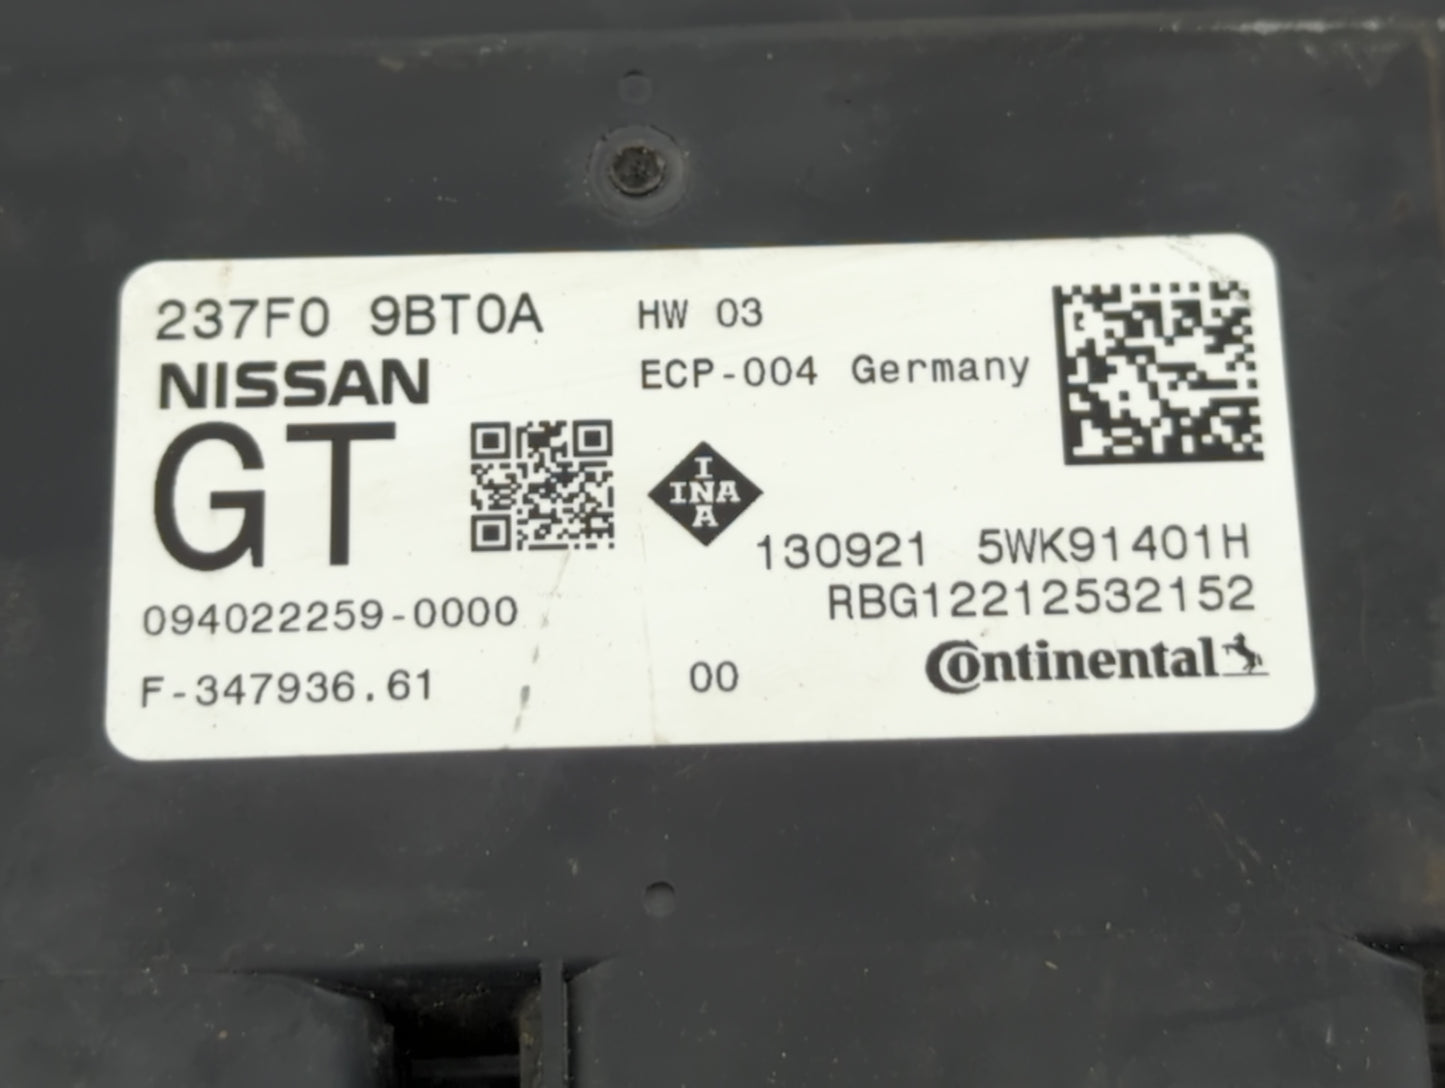 237F0 9BT0A
HW 03
NISSAN
ECP-004 Germany
GT
I
INA
A
130921 5WK91401H
RBG12212532152
094022259-0000
F-347936.61
00
Continental